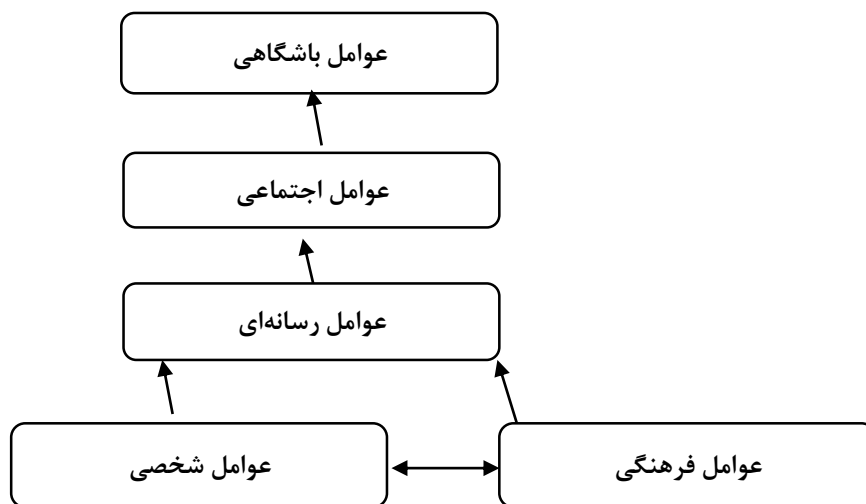 عوامل باشگاهی
عوامل اجتماعی
عوامل رسانه‌ای
عوامل فرهنگی
عوامل شخصی